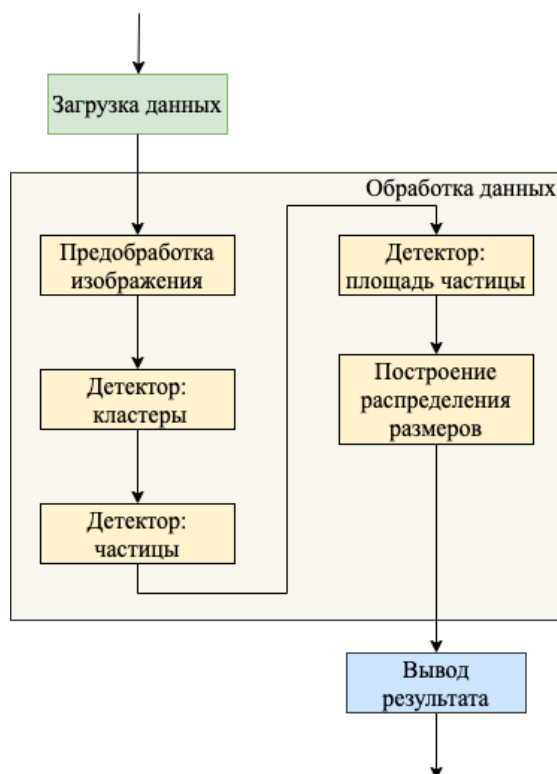 Загрузка данных
Обработка данных
Предобработка
изображения
Детектор:
кластеры
Детектор:
частицы
Детектор:
площадь частицы
Построение
распределения
размеров
Вывод
результата